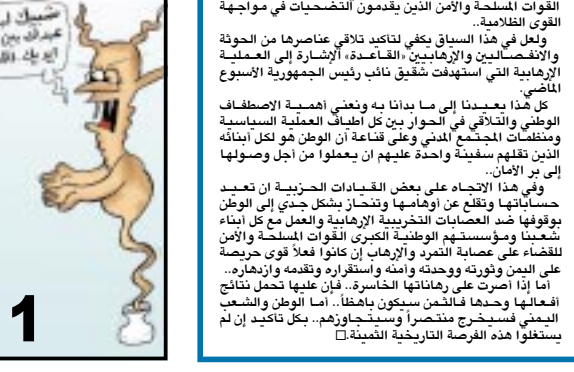 القوات المسلحة والأمن الذين يقدمون التضحيات في مواجهة
القوى الظلامية..
ولعل في هذا السياق يكفي لتأكيد تلاقي عناصرها من الحوثة
والانفصاليين والإرهابيين «القاعدة» الإشارة إلى العملية
الإرهابية التي استهدفت شقيق نائب رئيس الجمهورية الأسبوع
الماضي.
كل هذا يعيدنا إلى ما بدأنا به ونعني أهمية الاصطفاف
الوطني والتلاقي في الحوار بين كل أطياف العملية السياسية
ومنظمات المجتمع المدني وعلى قناعة أن الوطن هو لكل أبنائه
الذين تقلهم سفينة واحدة عليهم ان يعملوا من أجل وصولها
إلى بر الأمان..
وفي هذا الاتجاه على بعض القيادات الحزبية ان تعيد
حساباتها وتقلع عن أوهامها وتنحاز بشكل جدي إلى الوطن
بوقوفها ضد العصابات التخريبية الإرهابية والعمل مع كل أبناء
شعبنا ومؤسستهم الوطنية الكبرى القوات المسلحة والأمن
للقضاء على عصابة التمرد والإرهاب إن كانوا فعلاً قوى حريصة
على اليمن وثورته ووحدته وأمنه واستقراره وتقدمه وازدهاره..
أما إذا أصرت على رهاناتها الخاسرة.. فإن عليها تحمل نتائج
أفعالها وحدها فالثمن سيكون باهظاً.. أما الوطن والشعب
اليمني فسيخرج منتصراً وسيتجاوزهم.. بكل تأكيد إن لم
يستغلوا هذه الفرصة التاريخية الثمينة.□
شبيك
عبدك بين
1